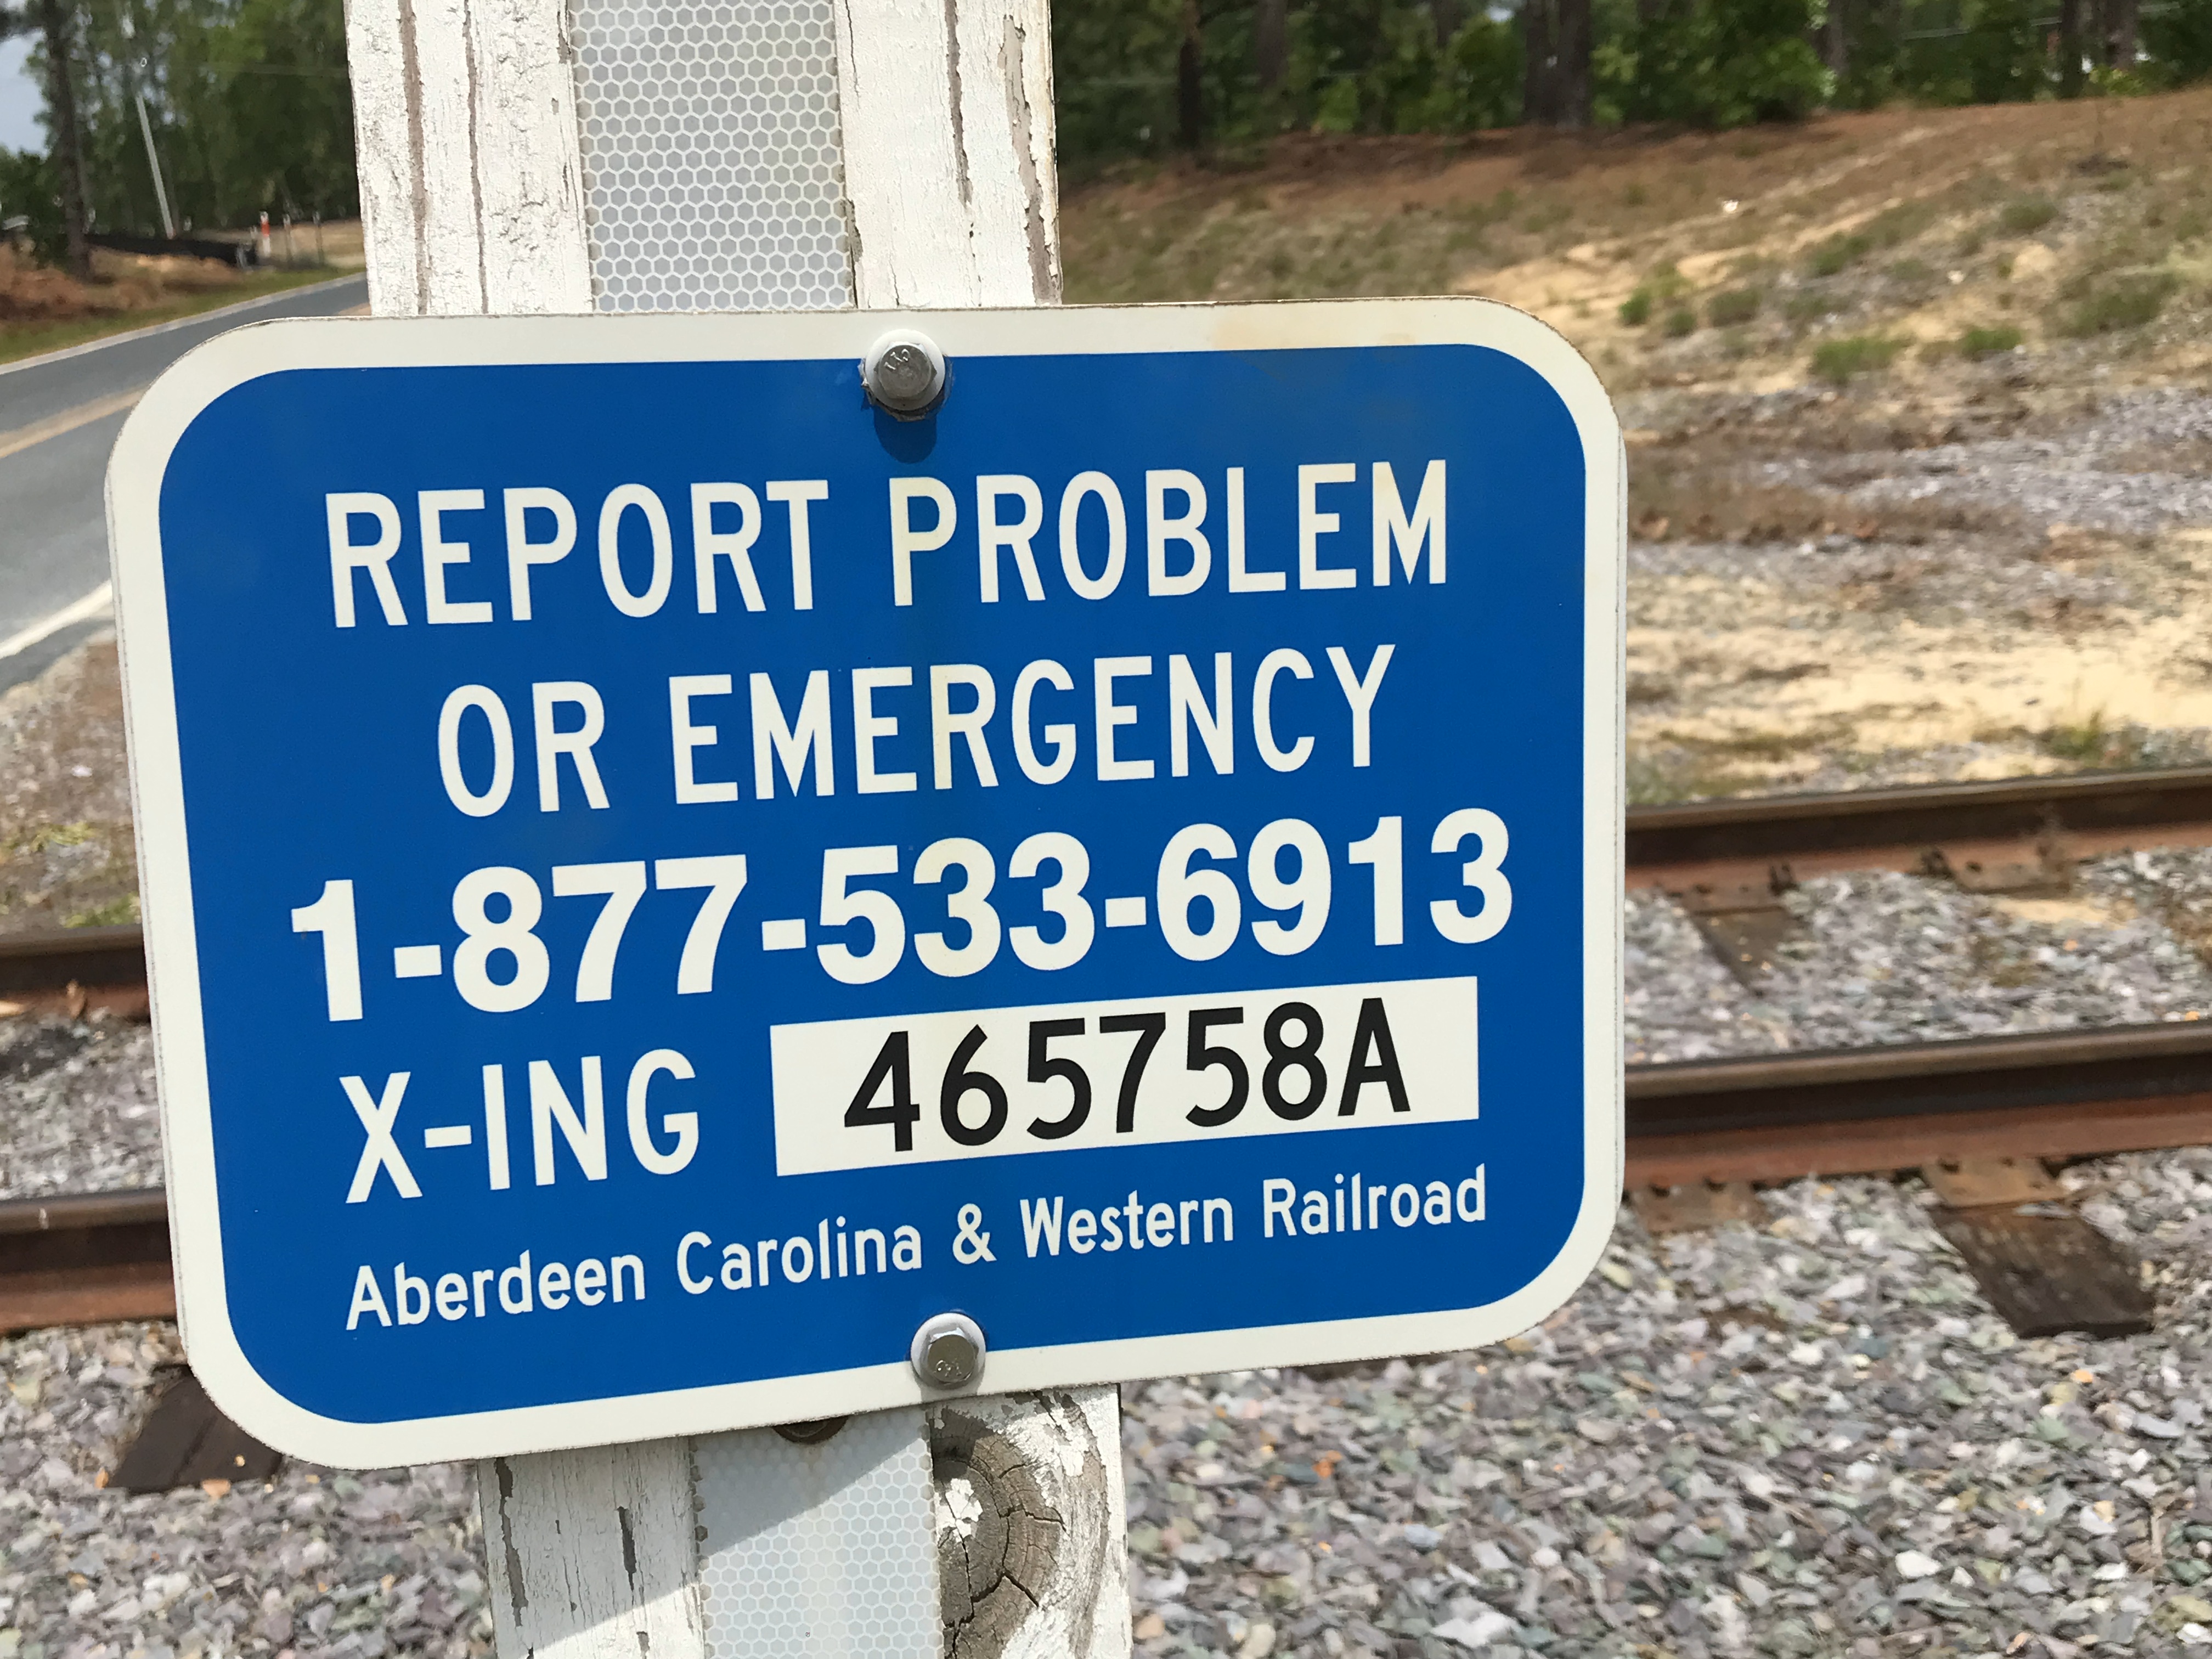 REPORT PROBLEM
OR EMERGENCY
1-877-533-6913
X-ING 465758A
Aberdeen Carolina & Western Railroad